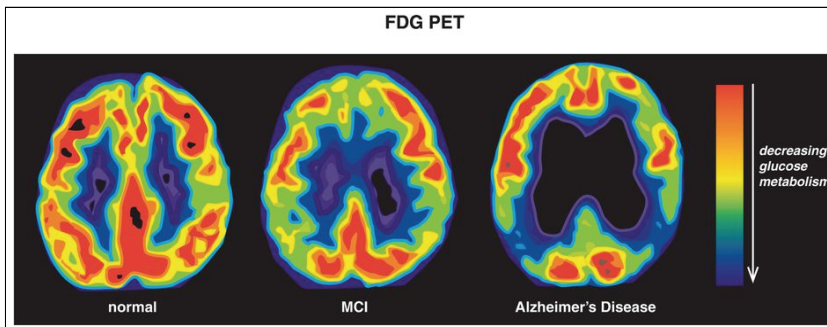 FDG PET
decreasing
glucose
metabolism
normal
MCI
Alzheimer's Disease